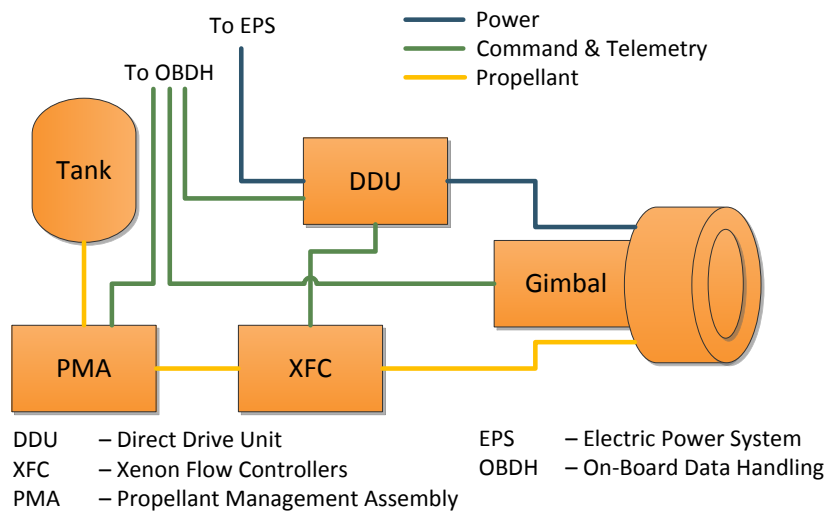 To EPS
Power
Command & Telemetry
Propellant
To OBDH
Tank
DDU
Gimbal
PMA
XFC
DDU – Direct Drive Unit
XFC – Xenon Flow Controllers
PMA – Propellant Management Assembly
EPS – Electric Power System
OBDH – On-Board Data Handling